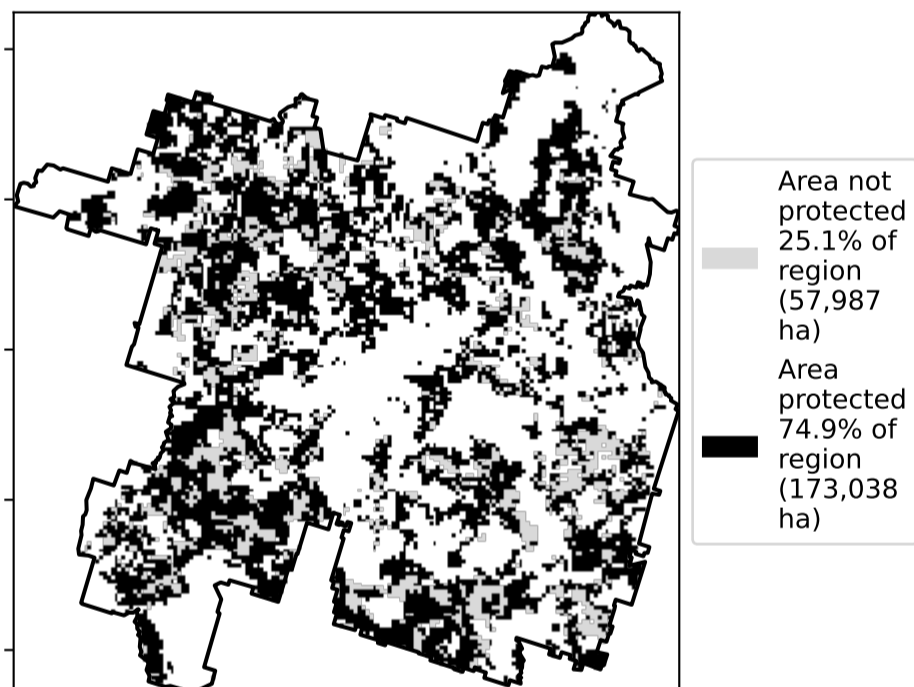 Area not
protected
25.1% of
region
(57,987
ha)
Area
protected
74.9% of
region
(173,038
ha)